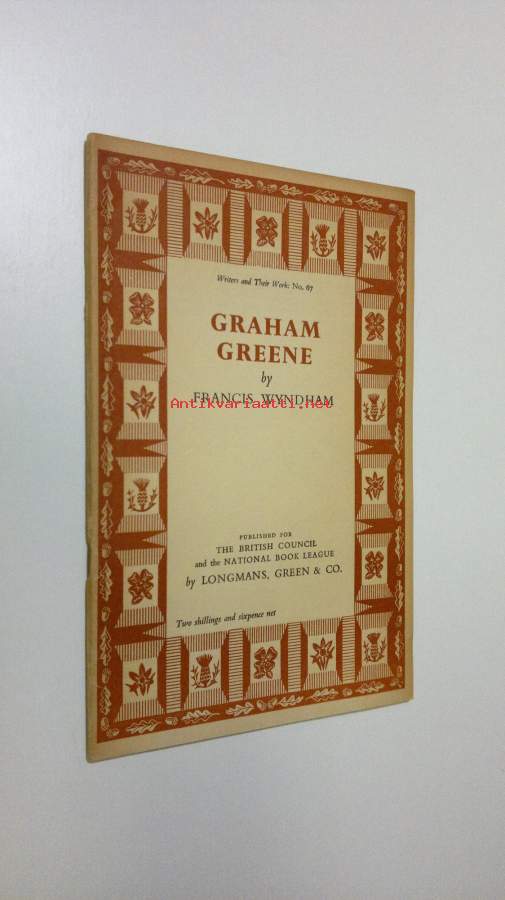 Writers and Their Work: No. 67
GRAHAM
GREENE
by
FRANCIS WYNDHAM
Antikvariaatti.net
PUBLISHED FOR
THE BRITISH COUNCIL
and the NATIONAL BOOK LEAGUE
by LONGMANS, GREEN & CO.
Two shillings and sixpence net